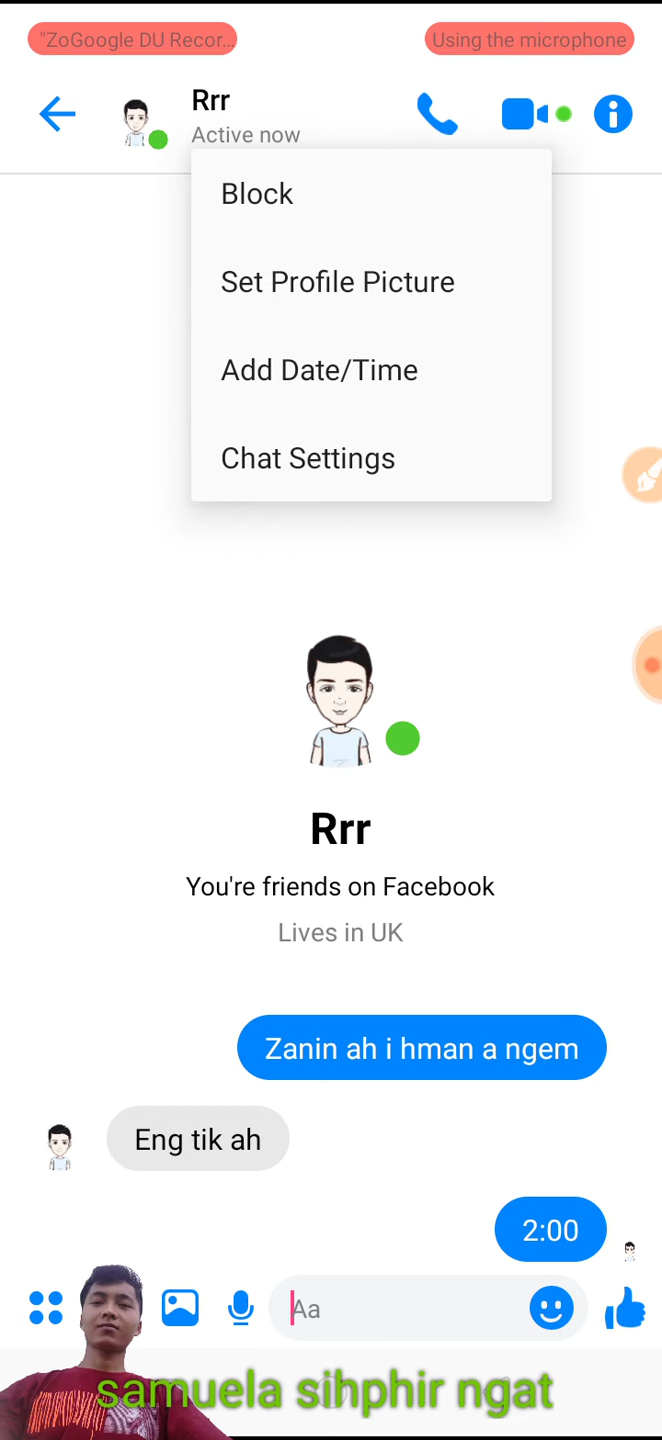 "ZoGoogle DU Recor...
Using the microphone
Rrr
Active now
Block
Set Profile Picture
Add Date/Time
Chat Settings
Rrr
You're friends on Facebook
Lives in UK
Zanin ah i hman a ngem
Eng tik ah
2:00
Aa
samuela sihphir ngat